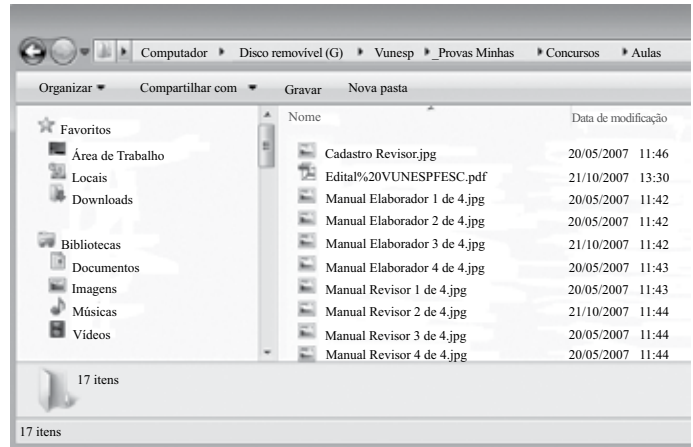 Computador Disco removível (G) Vunesp _Provas Minhas Concursos Aulas
Organizar Compartilhar com Gravar Nova pasta
Favoritos
Área de Trabalho
Locais
Downloads
Bibliotecas
Documentos
Imagens
Músicas
Vídeos
Nome Data de modificação
Cadastro Revisor.jpg 20/05/2007 11:46
Edital%20VUNESPFESC.pdf 21/10/2007 13:30
Manual Elaborador 1 de 4.jpg 20/05/2007 11:42
Manual Elaborador 2 de 4.jpg 20/05/2007 11:42
Manual Elaborador 3 de 4.jpg 21/10/2007 11:42
Manual Elaborador 4 de 4.jpg 20/05/2007 11:43
Manual Revisor 1 de 4.jpg 20/05/2007 11:43
Manual Revisor 2 de 4.jpg 21/10/2007 11:44
Manual Revisor 3 de 4.jpg 20/05/2007 11:44
Manual Revisor 4 de 4.jpg 20/05/2007 11:44
17 itens
17 itens